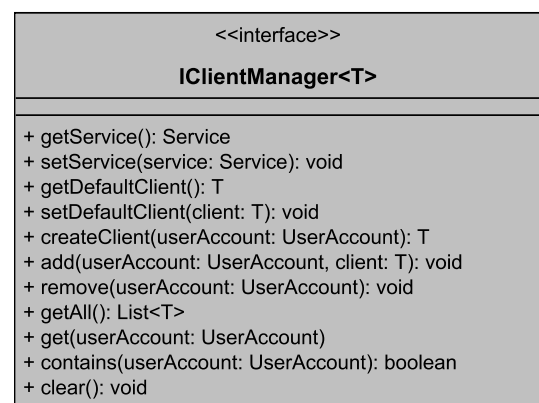 <<interface>>
IClientManager<T>
+ getService(): Service
+ setService(service: Service): void
+ getDefaultClient(): T
+ setDefaultClient(client: T): void
+ createClient(userAccount: UserAccount): T
+ add(userAccount: UserAccount, client: T): void
+ remove(userAccount: UserAccount): void
+ getAll(): List<T>
+ get(userAccount: UserAccount)
+ contains(userAccount: UserAccount): boolean
+ clear(): void